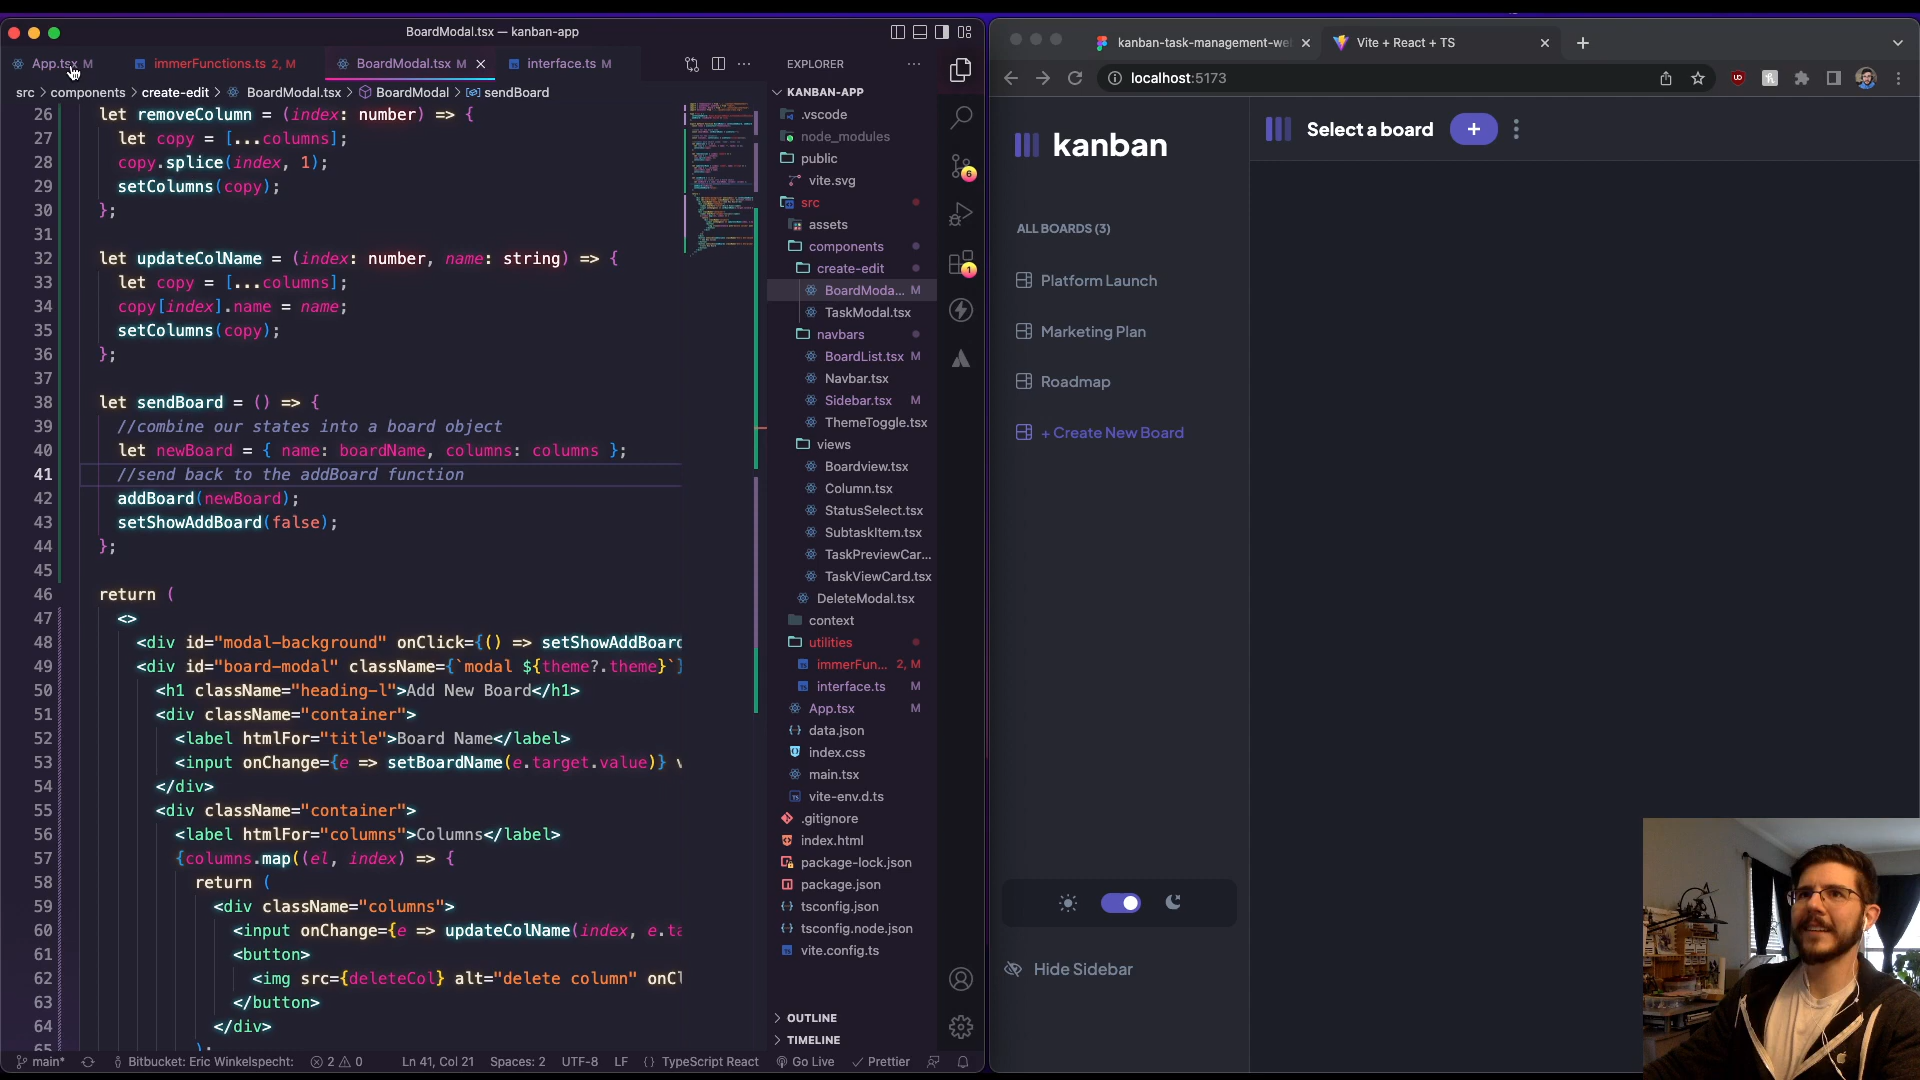 BoardModal.tsx — kanban-app
App.tsx M
immerFunctions.ts 2, M
BoardModal.tsx M
interface.ts M
src > components > create-edit > BoardModal.tsx > BoardModal > sendBoard
26 let removeColumn = (index: number) => {
27 let copy = [...columns];
28 copy.splice(index, 1);
29 setColumns(copy);
30 };
31
32 let updateColName = (index: number, name: string) => {
33 let copy = [...columns];
34 copy[index].name = name;
35 setColumns(copy);
36 };
37
38 let sendBoard = () => {
39 //combine our states into a board object
40 let newBoard = { name: boardName, columns: columns };
41 //send back to the addBoard function
42 addBoard(newBoard);
43 setShowAddBoard(false);
44 };
45
46 return (
47 <>
48 <div id="modal-background" onClick={() => setShowAddBoard
49 <div id="board-modal" className={`modal ${theme?.theme}`}
50 <h1 className="heading-l">Add New Board</h1>
51 <div className="container">
52 <label htmlFor="title">Board Name</label>
53 <input onChange={e => setBoardName(e.target.value)} v
54 </div>
55 <div className="container">
56 <label htmlFor="columns">Columns</label>
57 {columns.map((el, index) => {
58 return (
59 <div className="columns">
60 <input onChange={e => updateColName(index, e.ta
61 <button>
62 <img src={deleteCol} alt="delete column" onCl
63 </button>
64 </div>
65 );
EXPLORER
KANBAN-APP
.vscode
node_modules
public
vite.svg
src
assets
components
create-edit
BoardModa... M
TaskModal.tsx
navbars
BoardList.tsx M
Navbar.tsx
Sidebar.tsx M
ThemeToggle.tsx
views
Boardview.tsx
Column.tsx
StatusSelect.tsx
SubtaskItem.tsx
TaskPreviewCar...
TaskViewCard.tsx
DeleteModal.tsx
context
utilities
immerFun... 2, M
interface.ts M
App.tsx M
data.json
index.css
main.tsx
vite-env.d.ts
.gitignore
index.html
package-lock.json
package.json
tsconfig.json
tsconfig.node.json
vite.config.ts
OUTLINE
TIMELINE
6
1
main* Bitbucket: Eric Winkelspecht: 2 0 Ln 41, Col 21 Spaces: 2 UTF-8 LF {} TypeScript React Go Live Prettier
kanban-task-management-we
Vite + React + TS
localhost:5173
kanban
Select a board +
ALL BOARDS (3)
Platform Launch
Marketing Plan
Roadmap
+ Create New Board
Hide Sidebar